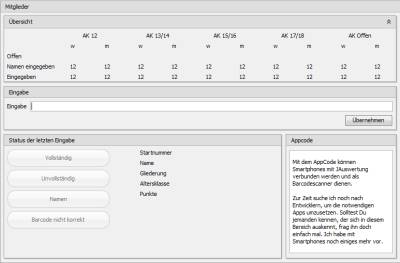 Mitglieder
Übersicht
AK 12 AK 13/14 AK 15/16 AK 17/18 AK Offen
w m w m w m w m w m
Offen
Namen eingegeben 12 12 12 12 12 12 12 12 12 12
Eingegeben 12 12 12 12 12 12 12 12 12 12
Eingabe
Eingabe
Übernehmen
Status der letzten Eingabe
Vollständig
Unvollständig
Namen
Barcode nicht korrekt
Startnummer
Name
Gliederung
Altersklasse
Punkte
Appcode
Mit dem AppCode können
Smartphones mit JAuswertung
verbunden werden und als
Barcodescanner dienen.
Zur Zeit suche ich noch nach
Entwicklern, um die notwendigen
Apps umzusetzen. Solltest Du
jemanden kennen, der sich in diesem
Bereich auskennt, frag ihn doch
einfach mal. Ich habe mit
Smartphones noch einiges mehr vor.